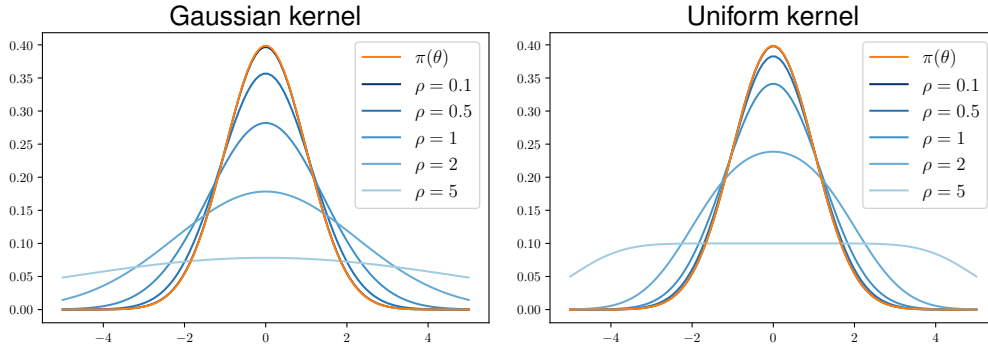 Gaussian kernel
0.40
0.35
0.30
0.25
0.20
0.15
0.10
0.05
0.00
−4
−2
0
2
4
π(θ)
ρ = 0.1
ρ = 0.5
ρ = 1
ρ = 2
ρ = 5
Uniform kernel
0.40
0.35
0.30
0.25
0.20
0.15
0.10
0.05
0.00
−4
−2
0
2
4
π(θ)
ρ = 0.1
ρ = 0.5
ρ = 1
ρ = 2
ρ = 5